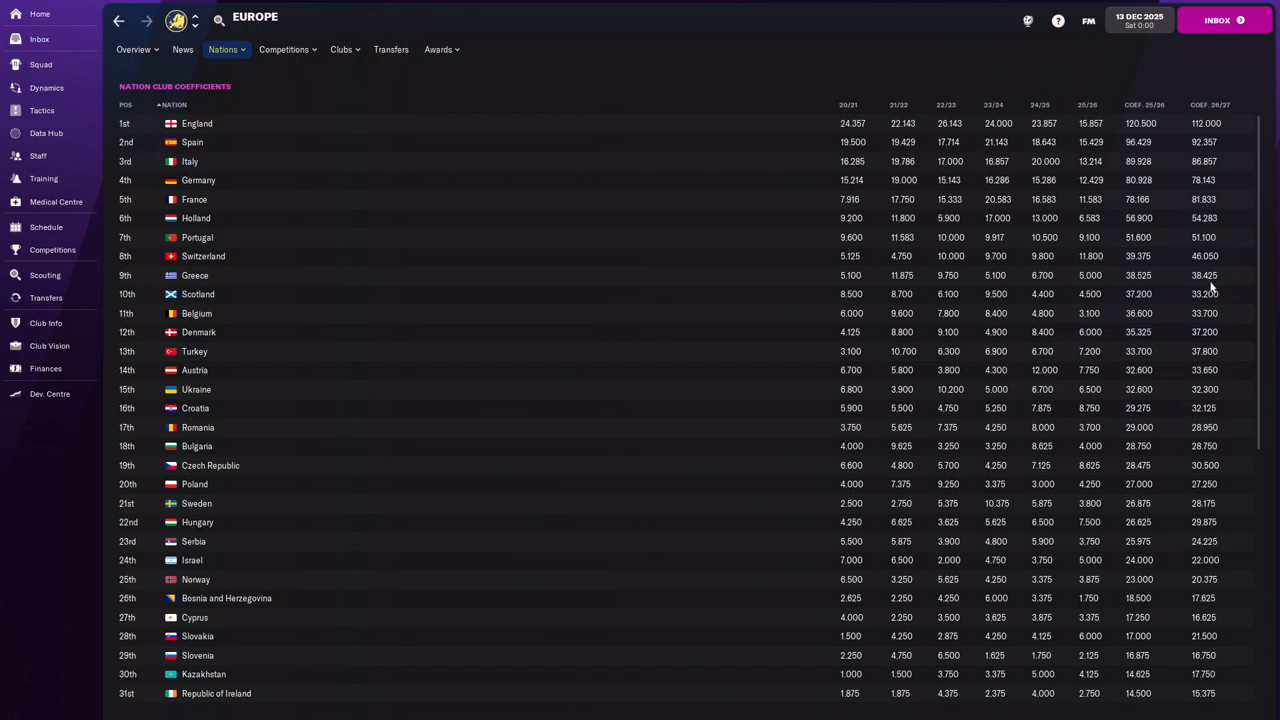 Home
Inbox
Squad
Dynamics
Tactics
Data Hub
Staff
Training
Medical Centre
Schedule
Competitions
Scouting
Transfers
Club Info
Club Vision
Finances
Dev. Centre
EUROPE
? FM
13 DEC 2025
Sat 0:00
INBOX
Overview News Nations Competitions Clubs Transfers Awards
NATION CLUB COEFFICIENTS
POS NATION 20/21 21/22 22/23 23/24 24/25 25/26 COEF. 25/26 COEF. 26/27
1st England 24.357 22.143 26.143 24.000 23.857 15.857 120.500 112.000
2nd Spain 19.500 19.429 17.714 21.143 18.643 15.429 96.429 92.357
3rd Italy 16.285 19.786 17.000 16.857 20.000 13.214 89.928 86.857
4th Germany 15.214 19.000 15.143 16.286 15.286 12.429 80.928 78.143
5th France 7.916 17.750 15.333 20.583 16.583 11.583 78.166 81.833
6th Holland 9.200 11.800 5.900 17.000 13.000 6.583 56.900 54.283
7th Portugal 9.600 11.583 10.000 9.917 10.500 9.100 51.600 51.100
8th Switzerland 5.125 4.750 10.000 9.700 9.800 11.800 39.375 46.050
9th Greece 5.100 11.875 9.750 5.100 6.700 5.000 38.525 38.425
10th Scotland 8.500 8.700 6.100 9.500 4.400 4.500 37.200 33.200
11th Belgium 6.000 9.600 7.800 8.400 4.800 3.100 36.600 33.700
12th Denmark 4.125 8.800 9.100 4.900 8.400 6.000 35.325 37.200
13th Turkey 3.100 10.700 6.300 6.900 6.700 7.200 33.700 37.800
14th Austria 6.700 5.800 3.800 4.300 12.000 7.750 32.600 33.650
15th Ukraine 6.800 3.900 10.200 5.000 6.700 6.500 32.600 32.300
16th Croatia 5.900 5.500 4.750 5.250 7.875 8.750 29.275 32.125
17th Romania 3.750 5.625 7.375 4.250 8.000 3.700 29.000 28.950
18th Bulgaria 4.000 9.625 3.250 3.250 8.625 4.000 28.750 28.750
19th Czech Republic 6.600 4.800 5.700 4.250 7.125 8.625 28.475 30.500
20th Poland 4.000 7.375 9.250 3.375 3.000 4.250 27.000 27.250
21st Sweden 2.500 2.750 5.375 10.375 5.875 3.800 26.875 28.175
22nd Hungary 4.250 6.625 3.625 5.625 6.500 7.500 26.625 29.875
23rd Serbia 5.500 5.875 3.900 4.800 5.900 3.750 25.975 24.225
24th Israel 7.000 6.500 2.000 4.750 3.750 5.000 24.000 22.000
25th Norway 6.500 3.250 5.625 4.250 3.375 3.875 23.000 20.375
26th Bosnia and Herzegovina 2.625 2.250 4.250 6.000 3.375 1.750 18.500 17.625
27th Cyprus 4.000 2.250 3.500 3.625 3.875 3.375 17.250 16.625
28th Slovakia 1.500 4.250 2.875 4.250 4.125 6.000 17.000 21.500
29th Slovenia 2.250 4.750 6.500 1.625 1.750 2.125 16.875 16.750
30th Kazakhstan 1.000 1.500 3.750 3.375 5.000 4.125 14.625 17.750
31st Republic of Ireland 1.875 1.875 4.375 2.375 4.000 2.750 14.500 15.375